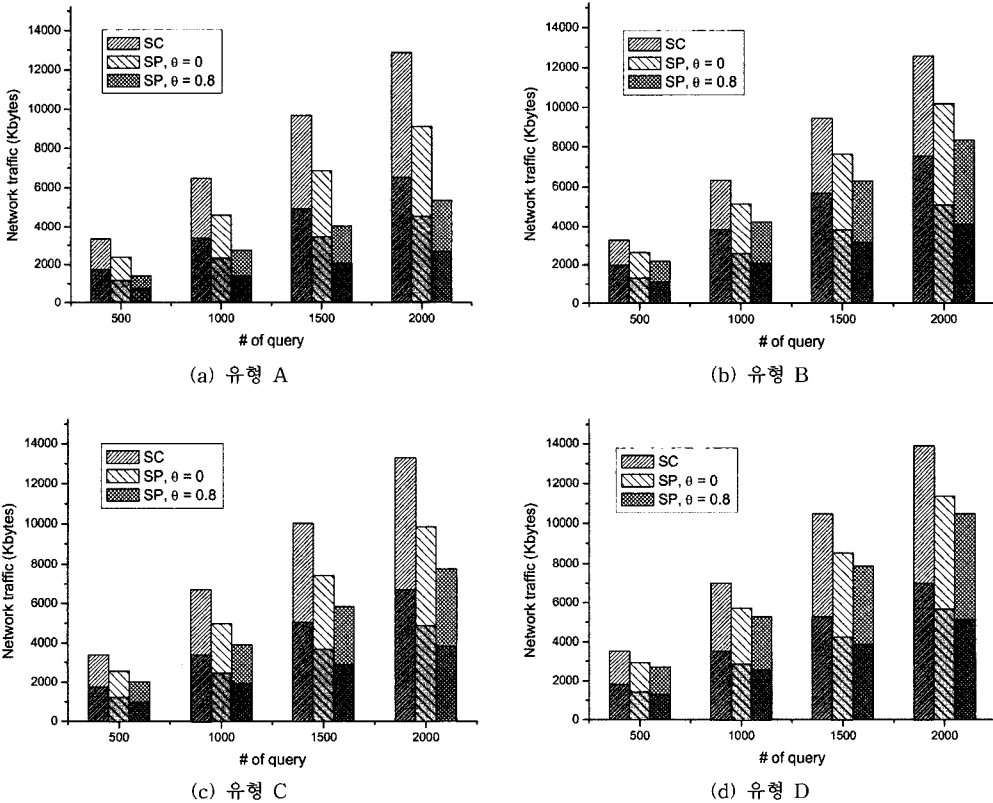 14000
12000
10000
8000
6000
4000
2000
0
Network traffic (Kbytes)
SC
SP, θ = 0
SP, θ = 0.8
500 1000 1500 2000
# of query
(a) 유형 A
14000
12000
10000
8000
6000
4000
2000
0
Network traffic (Kbytes)
SC
SP, θ = 0
SP, θ = 0.8
500 1000 1500 2000
# of query
(b) 유형 B
14000
12000
10000
8000
6000
4000
2000
0
Network traffic (Kbytes)
SC
SP, θ = 0
SP, θ = 0.8
500 1000 1500 2000
# of query
(c) 유형 C
14000
12000
10000
8000
6000
4000
2000
0
Network traffic (Kbytes)
SC
SP, θ = 0
SP, θ = 0.8
500 1000 1500 2000
# of query
(d) 유형 D